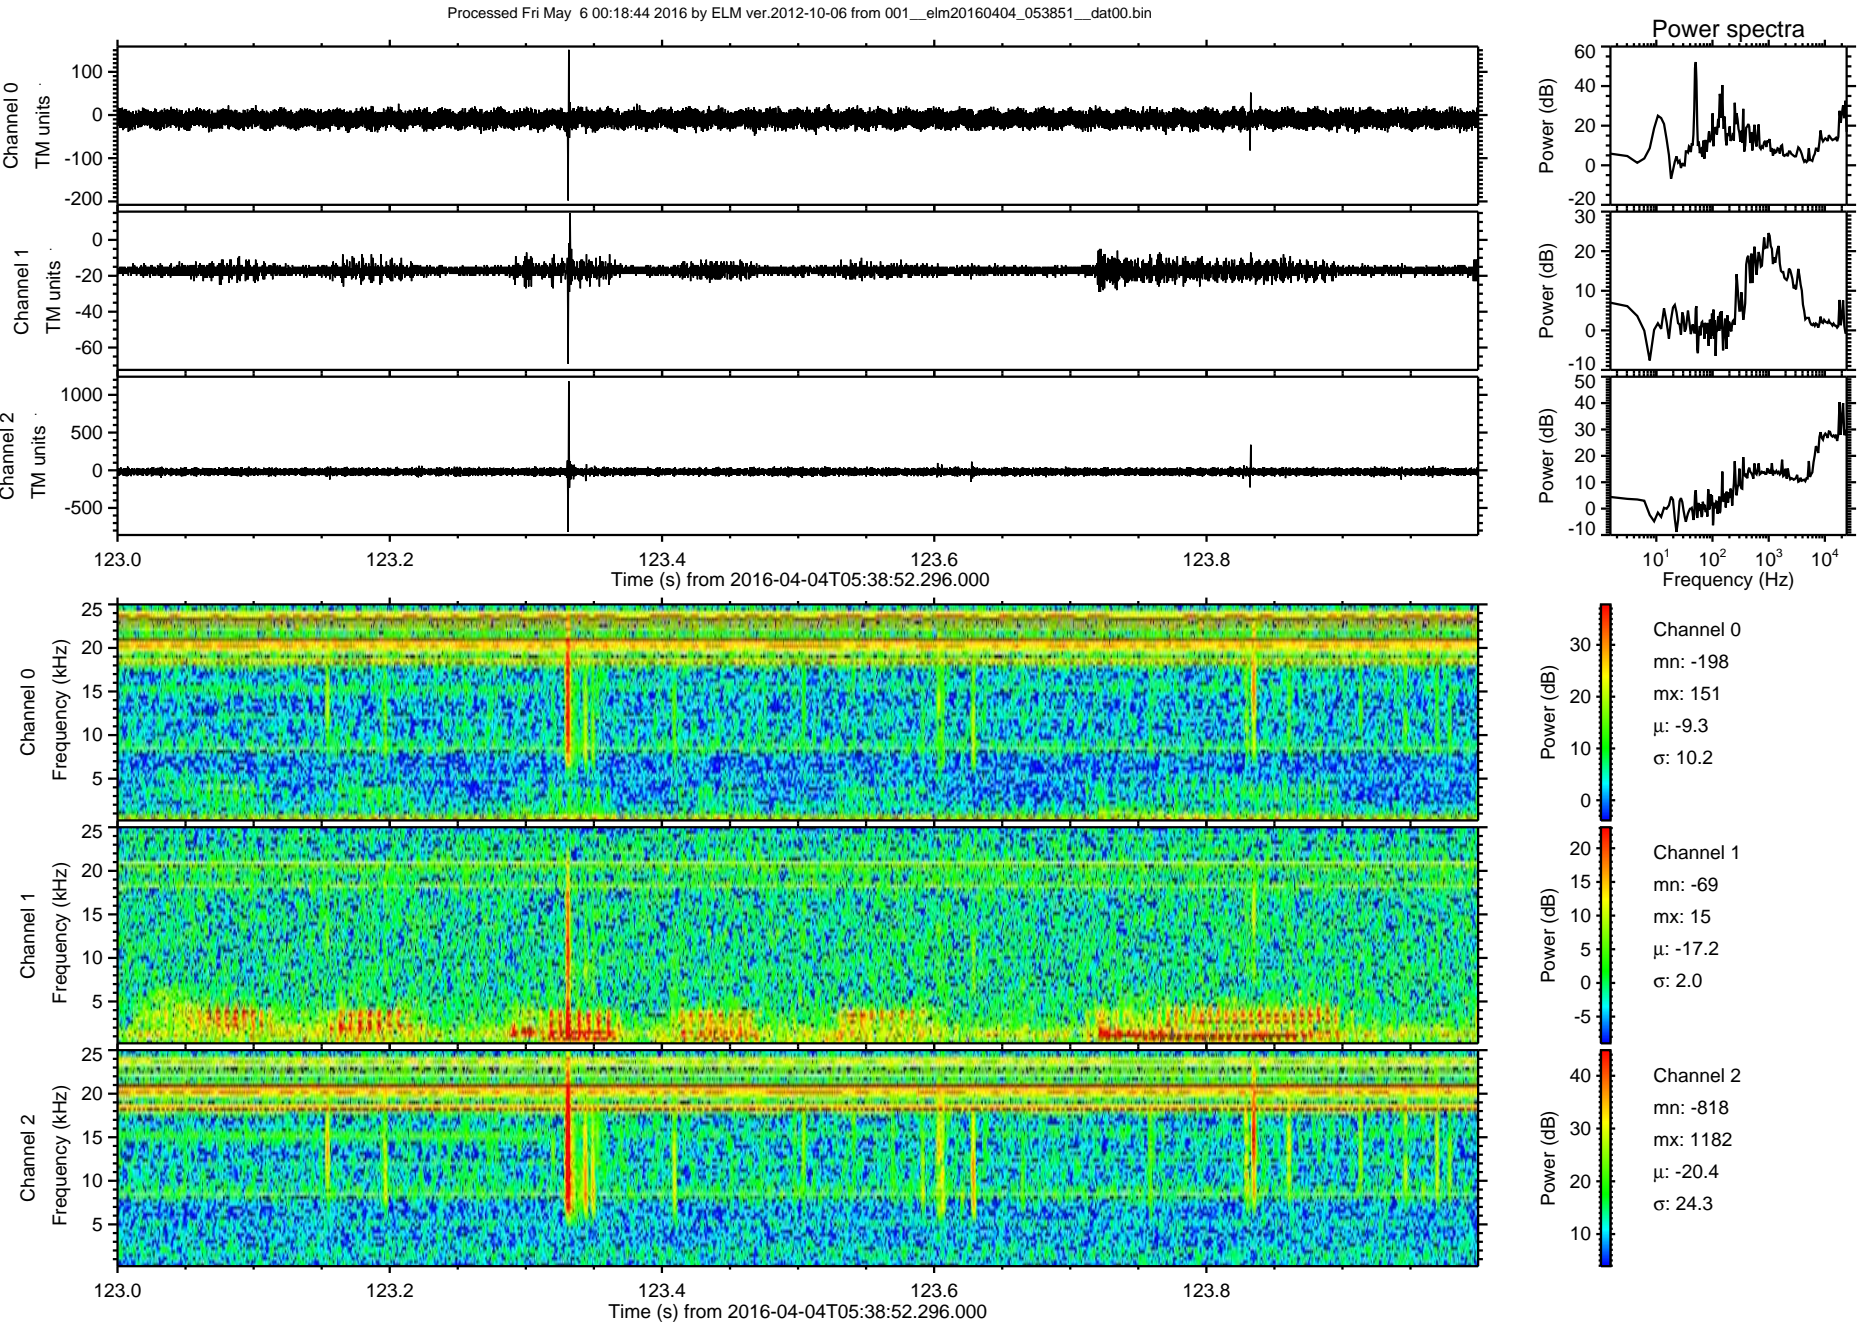 Processed Fri May  6 00:18:44 2016 by ELM ver.2012-10-06 from 001__elm20160404_053851__dat00.bin
Power spectra
Channel 0
TM units
100
0
-100
-200
Power (dB)
60
40
20
0
-20
Channel 1
TM units
0
-20
-40
-60
Power (dB)
30
20
10
0
-10
Channel 2
TM units
1000
500
0
-500
Power (dB)
50
40
30
20
10
0
-10
123.0 123.2 123.4 123.6 123.8
Time (s) from 2016-04-04T05:38:52.296.000
10¹ 10² 10³ 10⁴
Frequency (Hz)
Channel 0
Frequency (kHz)
25
20
15
10
5
Power (dB)
30
20
10
0
Channel 0
mn: -198
mx: 151
μ: -9.3
σ: 10.2
Channel 1
Frequency (kHz)
25
20
15
10
5
Power (dB)
20
15
10
5
0
-5
Channel 1
mn: -69
mx: 15
μ: -17.2
σ: 2.0
Channel 2
Frequency (kHz)
25
20
15
10
5
Power (dB)
40
30
20
10
Channel 2
mn: -818
mx: 1182
μ: -20.4
σ: 24.3
123.0 123.2 123.4 123.6 123.8
Time (s) from 2016-04-04T05:38:52.296.000